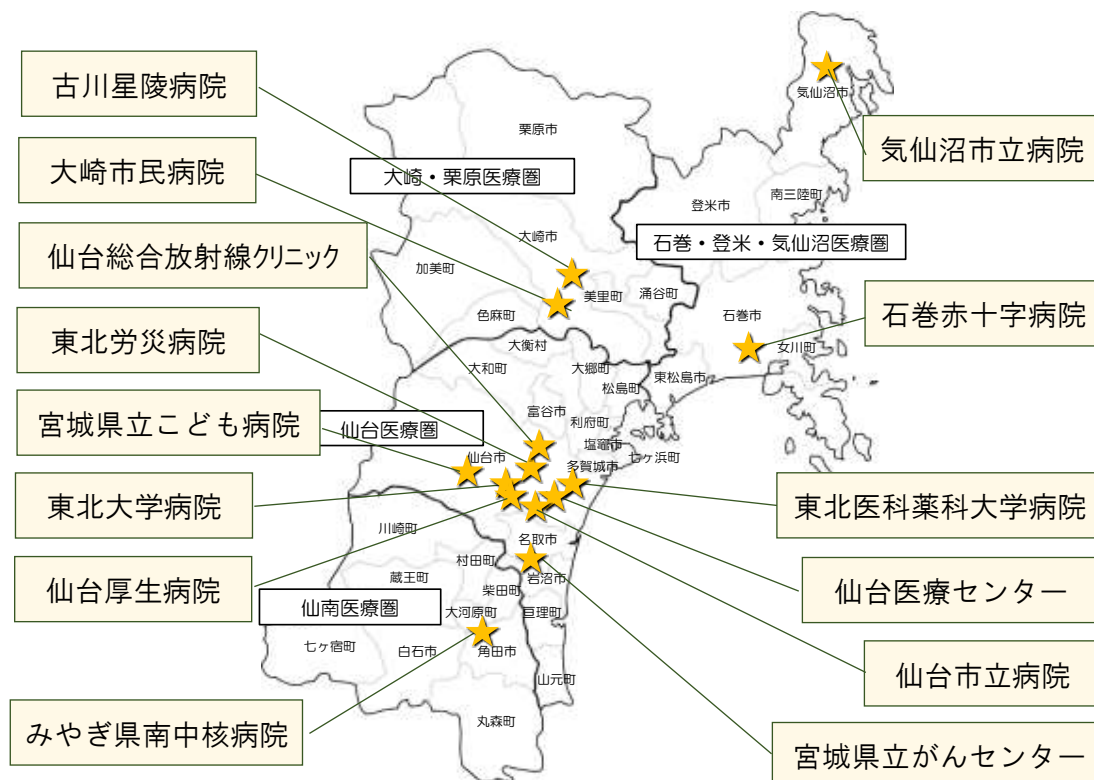 古川星陵病院
大崎市民病院
仙台総合放射線クリニック
東北労災病院
宮城県立こども病院
東北大学病院
仙台厚生病院
みやぎ県南中核病院
気仙沼市
栗原市
大崎・栗原医療圏
登米市
南三陸町
石巻・登米・気仙沼医療圏
大崎市
加美町
美里町
涌谷町
色麻町
石巻市
女川町
大衡村
大和町
大郷町
松島町
東松島市
富谷市
利府町
仙台医療圏
塩竈市
七ヶ浜町
仙台市
多賀城市
川崎町
名取市
村田町
蔵王町
岩沼市
柴田町
仙南医療圏
大河原町
亘理町
七ヶ宿町
白石市
角田市
山元町
丸森町
気仙沼市立病院
石巻赤十字病院
東北医科薬科大学病院
仙台医療センター
仙台市立病院
宮城県立がんセンター